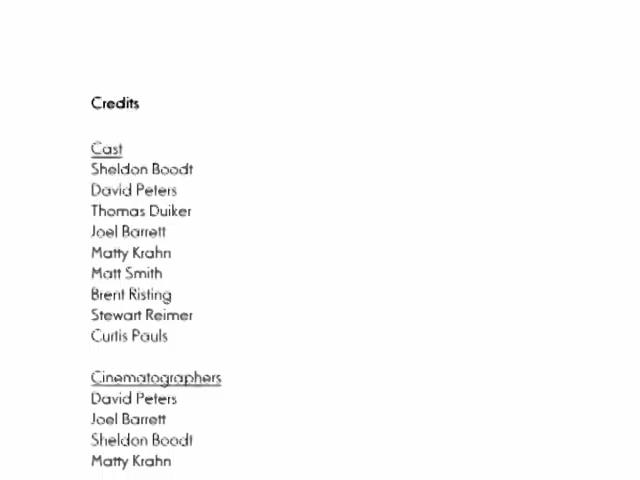 Credits
Cast
Sheldon Boodt
David Peters
Thomas Duiker
Joel Barrett
Matty Krahn
Matt Smith
Brent Risting
Stewart Reimer
Curtis Pauls
Cinematographers
David Peters
Joel Barrett
Sheldon Boodt
Matty Krahn